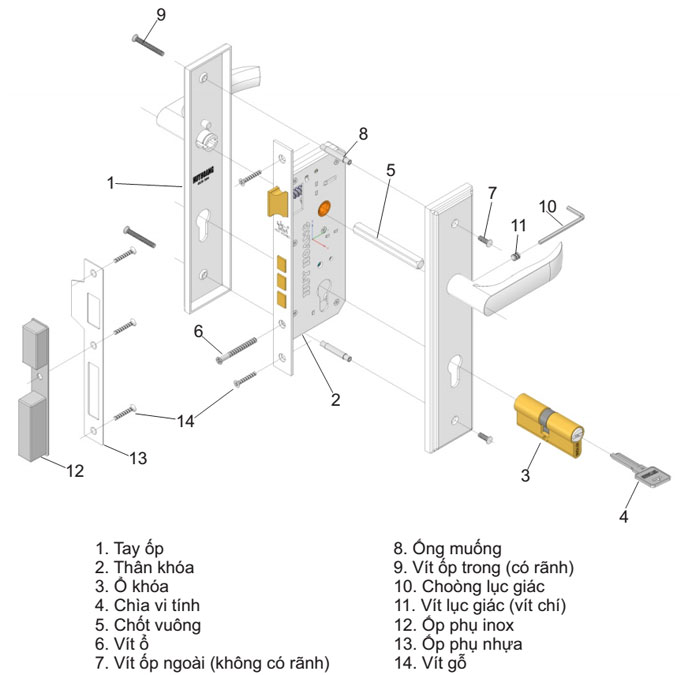 9
8
5
1
7
10
11
6
14
2
12
13
3
4
1. Tay ốp
2. Thân khóa
3. Ổ khóa
4. Chìa vi tính
5. Chốt vuông
6. Vít ổ
7. Vít ốp ngoài (không có rãnh)
8. Ống muống
9. Vít ốp trong (có rãnh)
10. Choòng lục giác
11. Vít lục giác (vít chí)
12. Ốp phụ inox
13. Ốp phụ nhựa
14. Vít gỗ